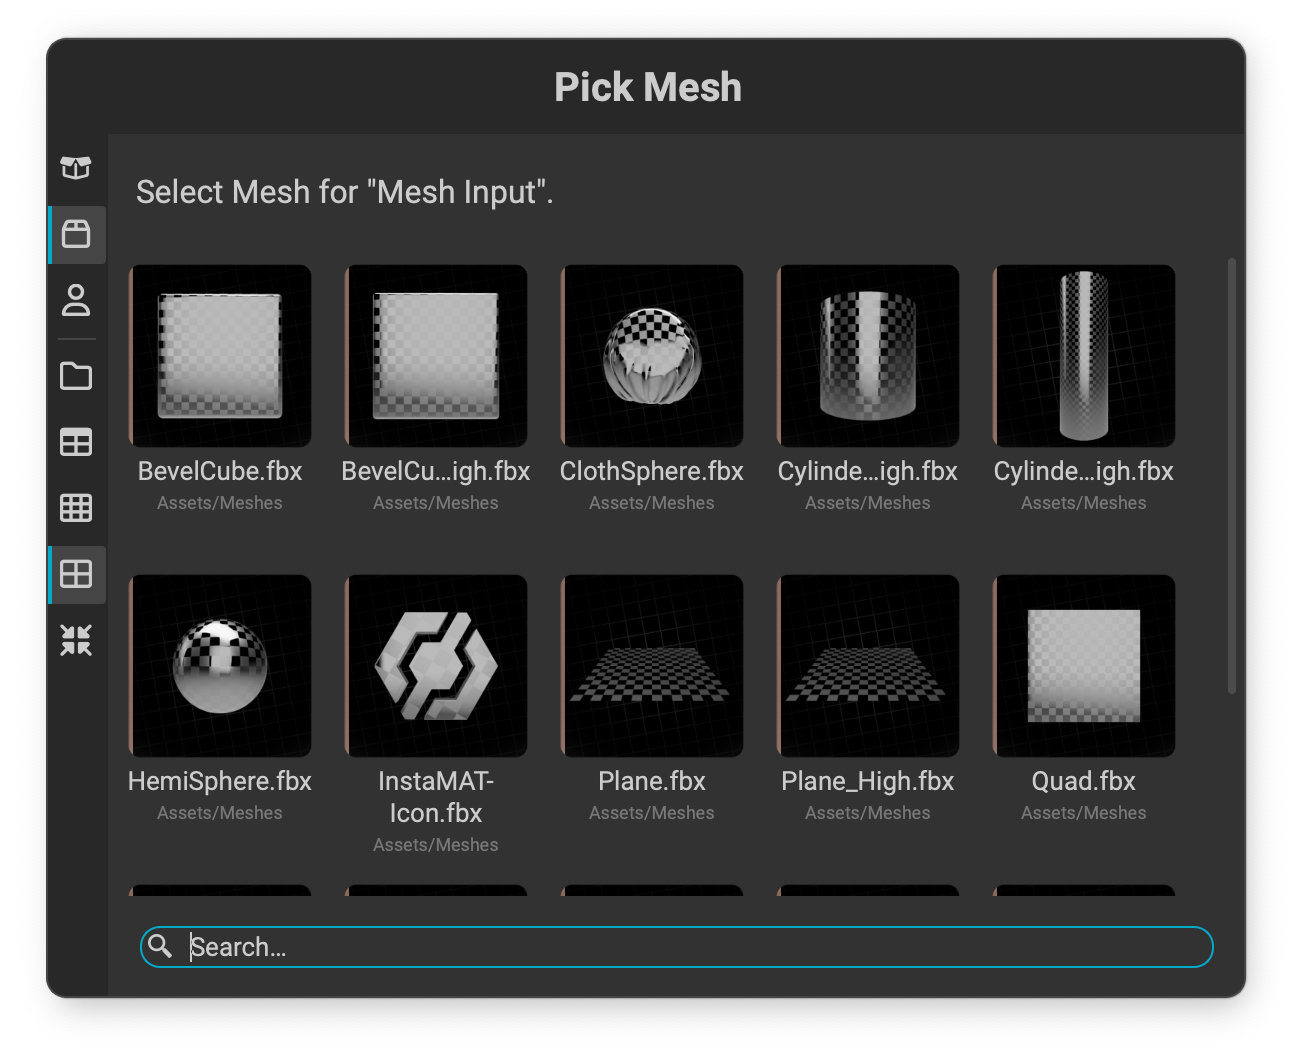 Pick Mesh
Select Mesh for "Mesh Input".
BevelCube.fbx
Assets/Meshes
BevelCu...igh.fbx
Assets/Meshes
ClothSphere.fbx
Assets/Meshes
Cylinde...igh.fbx
Assets/Meshes
Cylinde...igh.fbx
Assets/Meshes
HemiSphere.fbx
Assets/Meshes
InstaMAT-
Icon.fbx
Assets/Meshes
Plane.fbx
Assets/Meshes
Plane_High.fbx
Assets/Meshes
Quad.fbx
Assets/Meshes
Search...